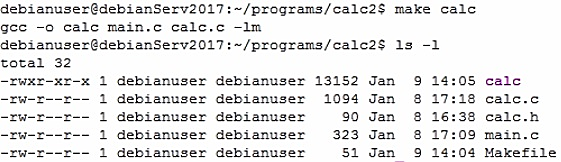 debianuser@debianServ2017:~/programs/calc2$ make calc
gcc -o calc main.c calc.c -lm
debianuser@debianServ2017:~/programs/calc2$ ls -l
total 32
-rwxr-xr-x 1 debianuser debianuser 13152 Jan  9 14:05 calc
-rw-r--r-- 1 debianuser debianuser  1094 Jan  8 17:18 calc.c
-rw-r--r-- 1 debianuser debianuser    90 Jan  8 16:38 calc.h
-rw-r--r-- 1 debianuser debianuser   323 Jan  8 17:09 main.c
-rw-r--r-- 1 debianuser debianuser    51 Jan  9 14:04 Makefile